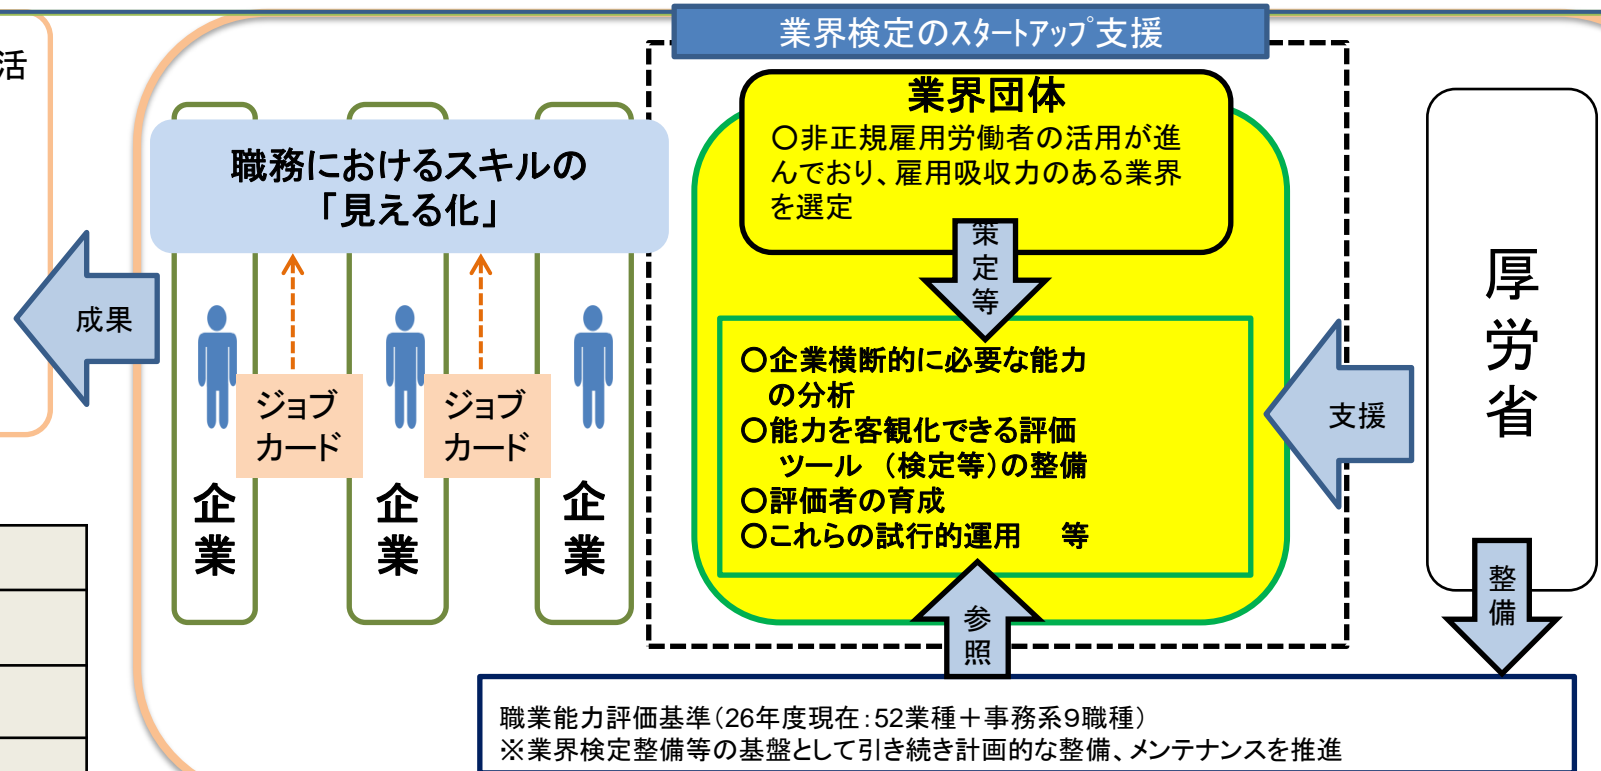 業界検定のスタートアップ支援
活
業界団体
○非正規雇用労働者の活用が進
んでおり、雇用吸収力のある業界
を選定
職務におけるスキルの
「見える化」
策定等
厚労省
成果
○企業横断的に必要な能力
の分析
○能力を客観化できる評価
ツール （検定等）の整備
○評価者の育成
○これらの試行的運用 等
支援
ジョブ
カード
ジョブ
カード
企業
企業
企業
整備
参照
職業能力評価基準（26年度現在：52業種＋事務系9職種）
※業界検定整備等の基盤として引き続き計画的な整備、メンテナンスを推進